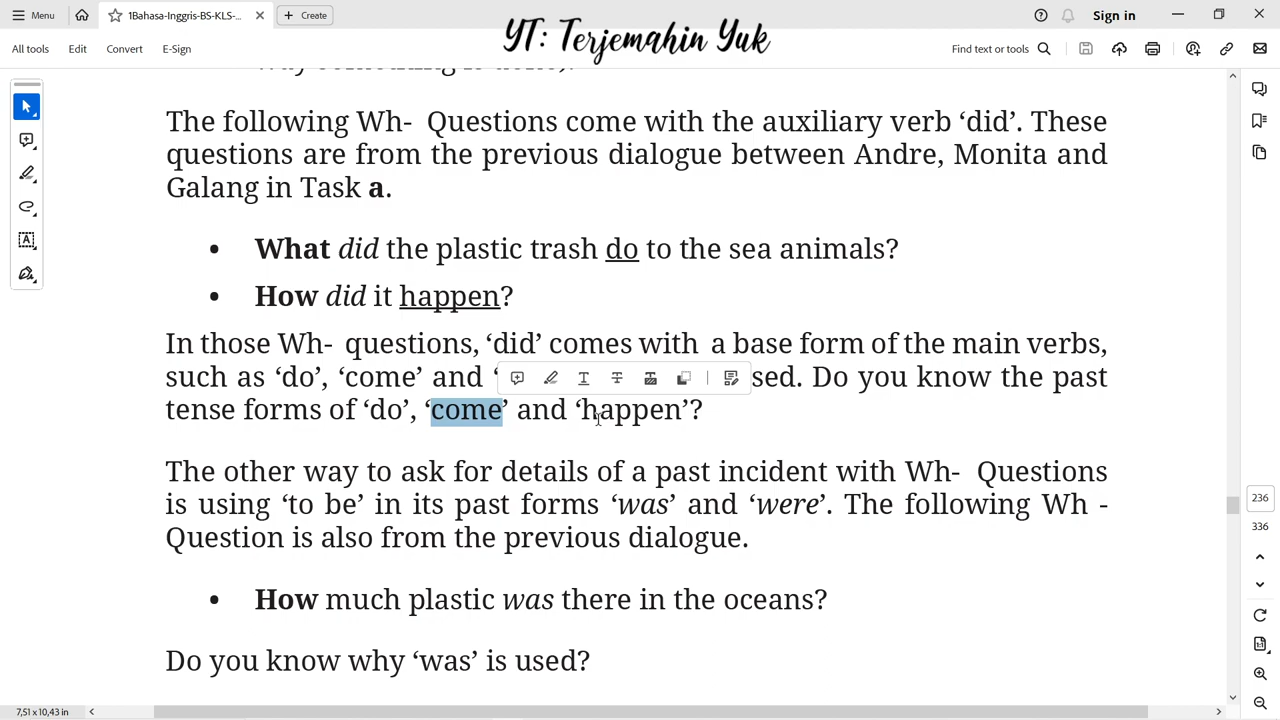 Menu
1Bahasa-Inggris-BS-KLS-...
Create
Sign in
YT: Terjemahin Yuk
All tools Edit Convert E-Sign
Find text or tools
way something is done,.
The following Wh- Questions come with the auxiliary verb ‘did’. These
questions are from the previous dialogue between Andre, Monita and
Galang in Task a.
• What did the plastic trash do to the sea animals?
• How did it happen?
In those Wh- questions, ‘did’ comes with a base form of the main verbs,
such as ‘do’, ‘come’ and ‘ sed. Do you know the past
tense forms of ‘do’, ‘come’ and ‘happen’?
The other way to ask for details of a past incident with Wh- Questions
is using ‘to be’ in its past forms ‘was’ and ‘were’. The following Wh -
Question is also from the previous dialogue.
• How much plastic was there in the oceans?
Do you know why ‘was’ is used?
236
336
7,51 x 10,43 in